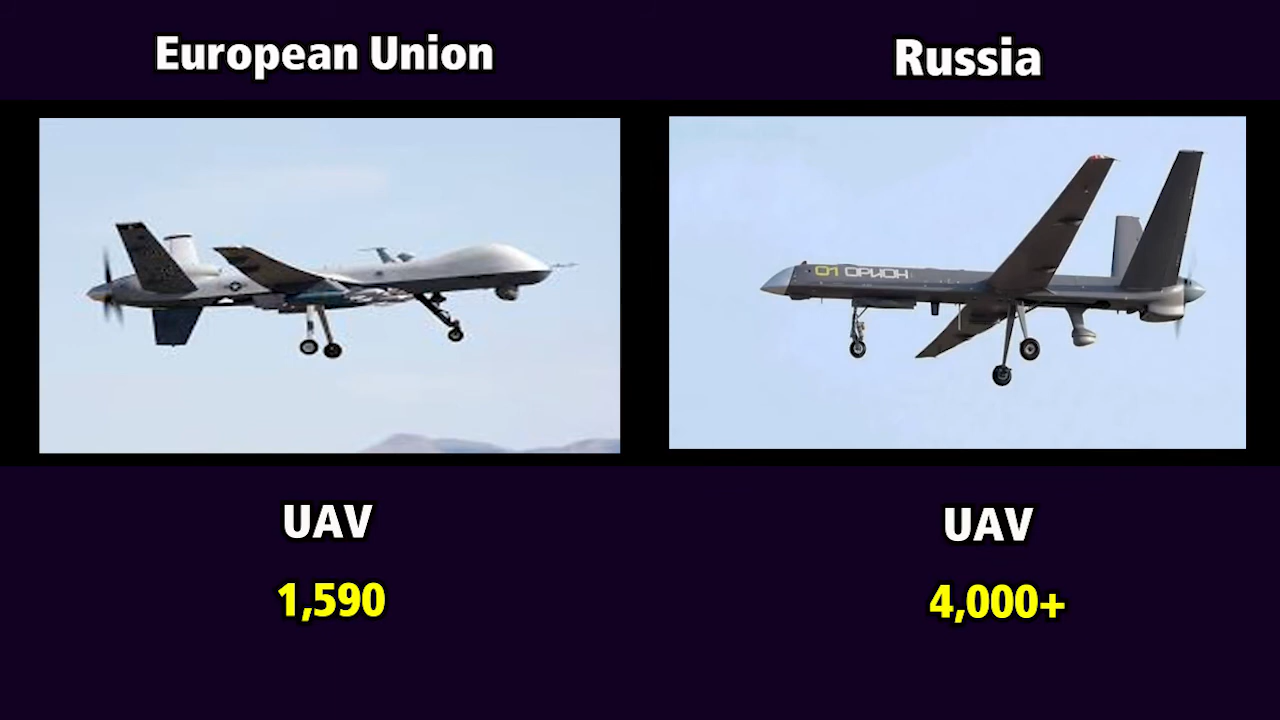 European Union
Russia
01 ОРИОН
UAV
UAV
1,590
4,000+